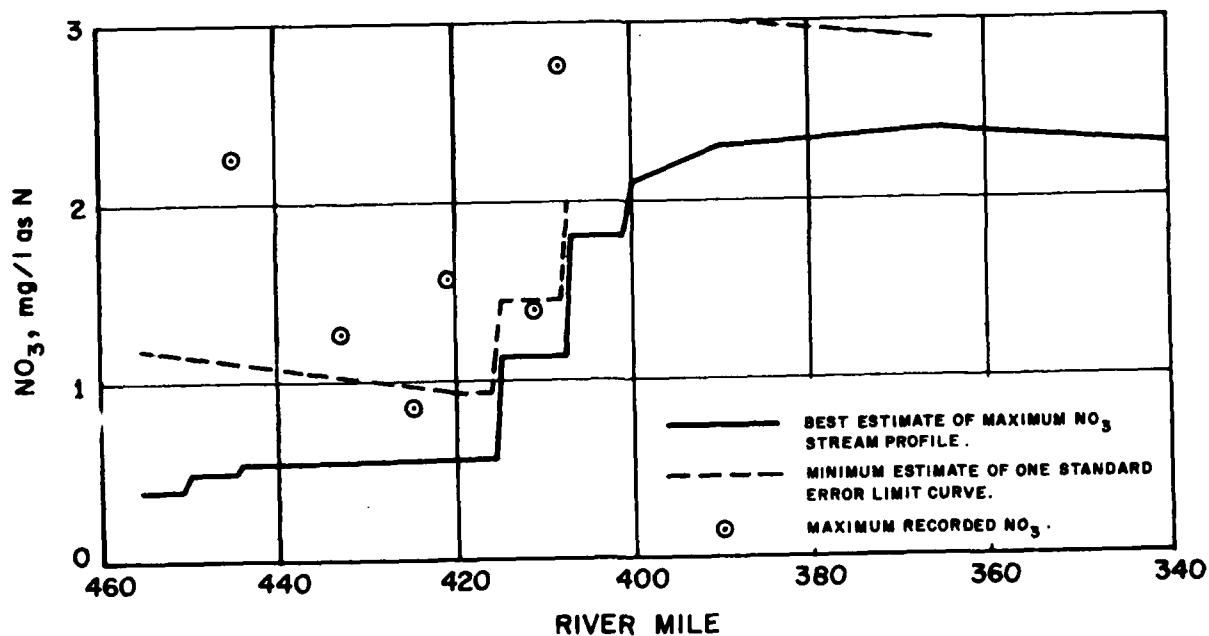 3
2
1
0
NO3, mg/l as N
460
440
420
400
380
360
340
RIVER MILE
BEST ESTIMATE OF MAXIMUM NO3
STREAM PROFILE.
MINIMUM ESTIMATE OF ONE STANDARD
ERROR LIMIT CURVE.
MAXIMUM RECORDED NO3.